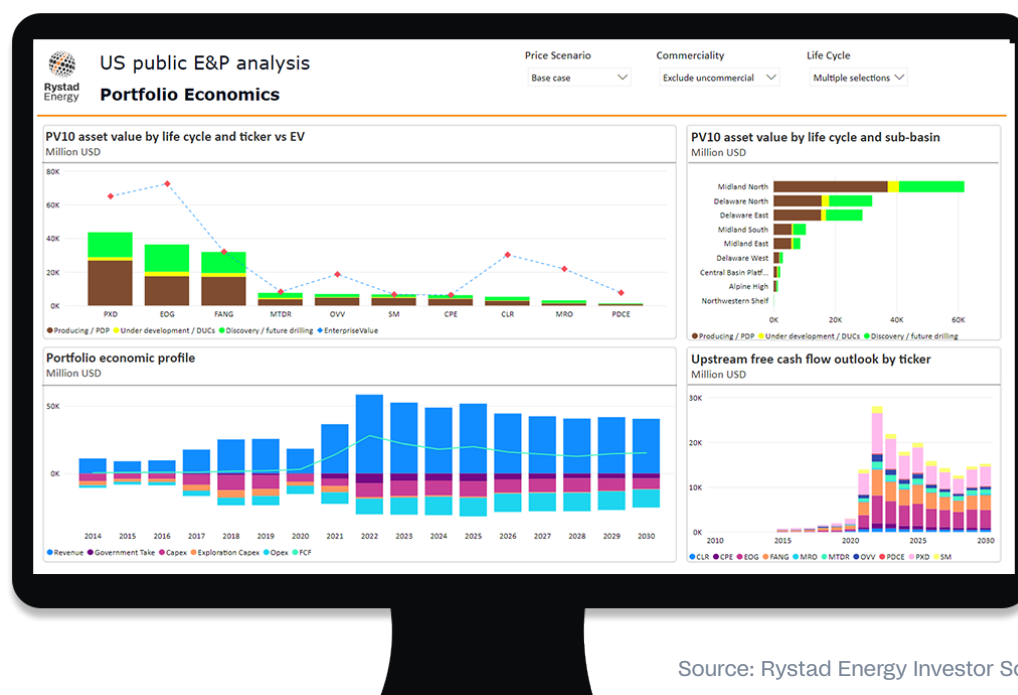 Rystad
Energy
US public E&P analysis
Portfolio Economics
Price Scenario
Base case
Commerciality
Exclude uncommercial
Life Cycle
Multiple selections
PV10 asset value by life cycle and ticker vs EV
Million USD
80K
60K
40K
20K
0K
PXD EOG FANG MTDR OVV SM CPE CLR MRO PDCE
Producing / PDP Under development / DUCs Discovery / future drilling EnterpriseValue
PV10 asset value by life cycle and sub-basin
Million USD
Midland North
Delaware North
Delaware East
Midland South
Midland East
Delaware West
Central Basin Platf...
Alpine High
Northwestern Shelf
0K 20K 40K 60K
Producing / PDP Under development / DUCs Discovery / future drilling
Portfolio economic profile
Million USD
50K
0K
2014 2015 2016 2017 2018 2019 2020 2021 2022 2023 2024 2025 2026 2027 2028 2029 2030
Revenue Government Take Capex Exploration Capex Opex FCF
Upstream free cash flow outlook by ticker
Million USD
30K
20K
10K
0K
2010 2015 2020 2025 2030
CLR CPE EOG FANG MRO MTDR OVV PDCE PXD SM
Source: Rystad Energy Investor So